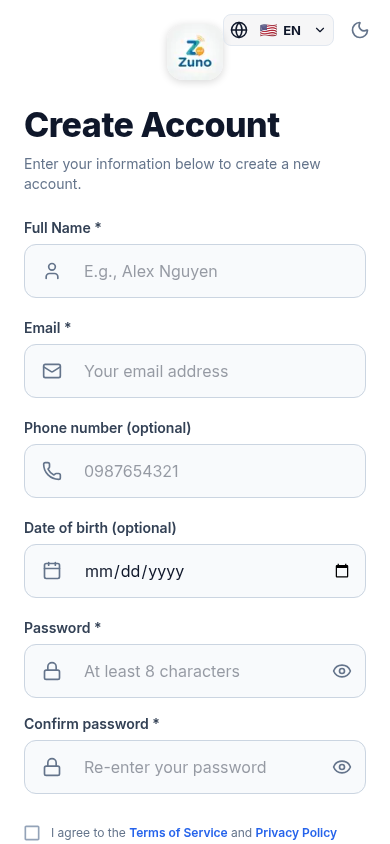 Zuno
🇺🇸 EN
Create Account
Enter your information below to create a new
account.
Full Name *
E.g., Alex Nguyen
Email *
Your email address
Phone number (optional)
0987654321
Date of birth (optional)
mm/dd/yyyy
Password *
At least 8 characters
Confirm password *
Re-enter your password
I agree to the Terms of Service and Privacy Policy